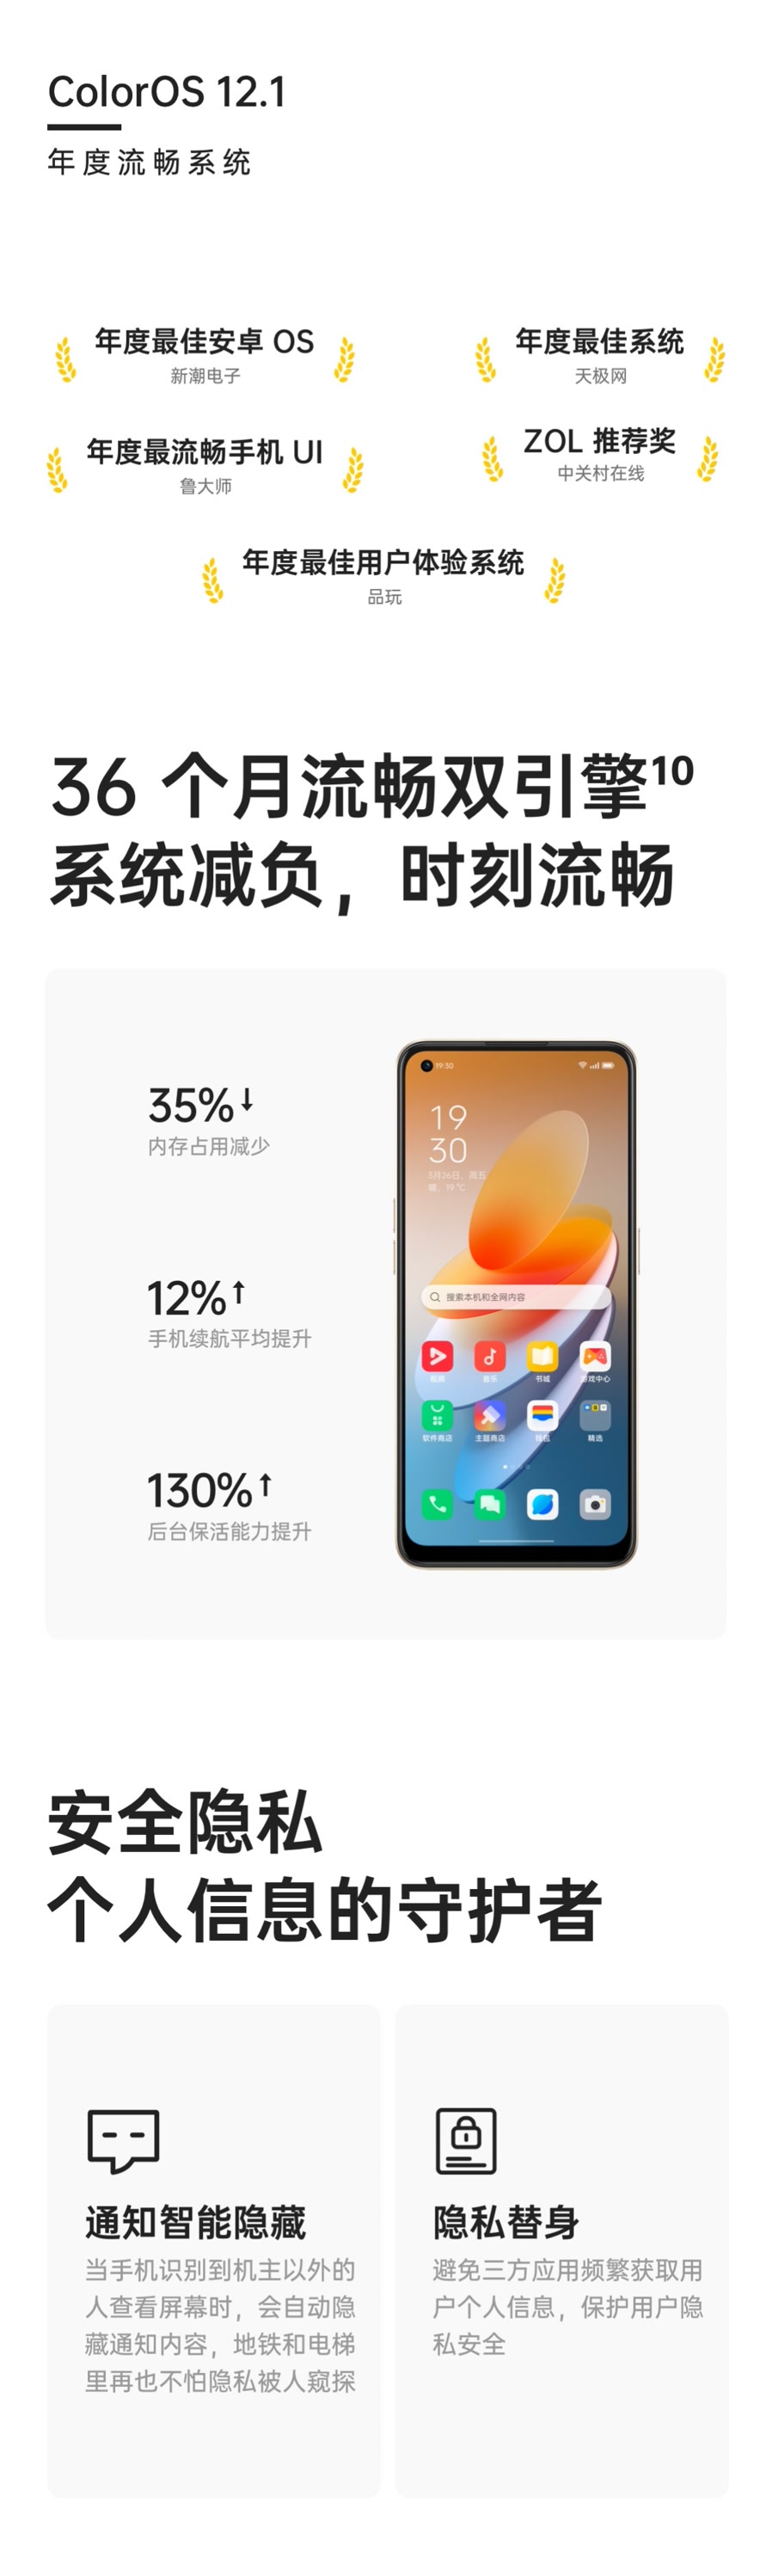 ColorOS 12.1
年度流畅系统
年度最佳安卓 OS
新潮电子
年度最佳系统
天极网
年度最流畅手机 UI
鲁大师
ZOL 推荐奖
中关村在线
年度最佳用户体验系统
品玩
36 个月流畅双引擎10
系统减负，时刻流畅
35%↓
内存占用减少
12%↑
手机续航平均提升
130%↑
后台保活能力提升
19:30
19
30
5月26日，周五
晴，19℃
搜索本机和全网内容
视频
音乐
书城
游戏中心
软件商店
主题商店
钱包
精选
安全隐私
个人信息的守护者
通知智能隐藏
当手机识别到机主以外的
人查看屏幕时，会自动隐
藏通知内容，地铁和电梯
里再也不怕隐私被人窥探
隐私替身
避免三方应用频繁获取用
户个人信息，保护用户隐
私安全